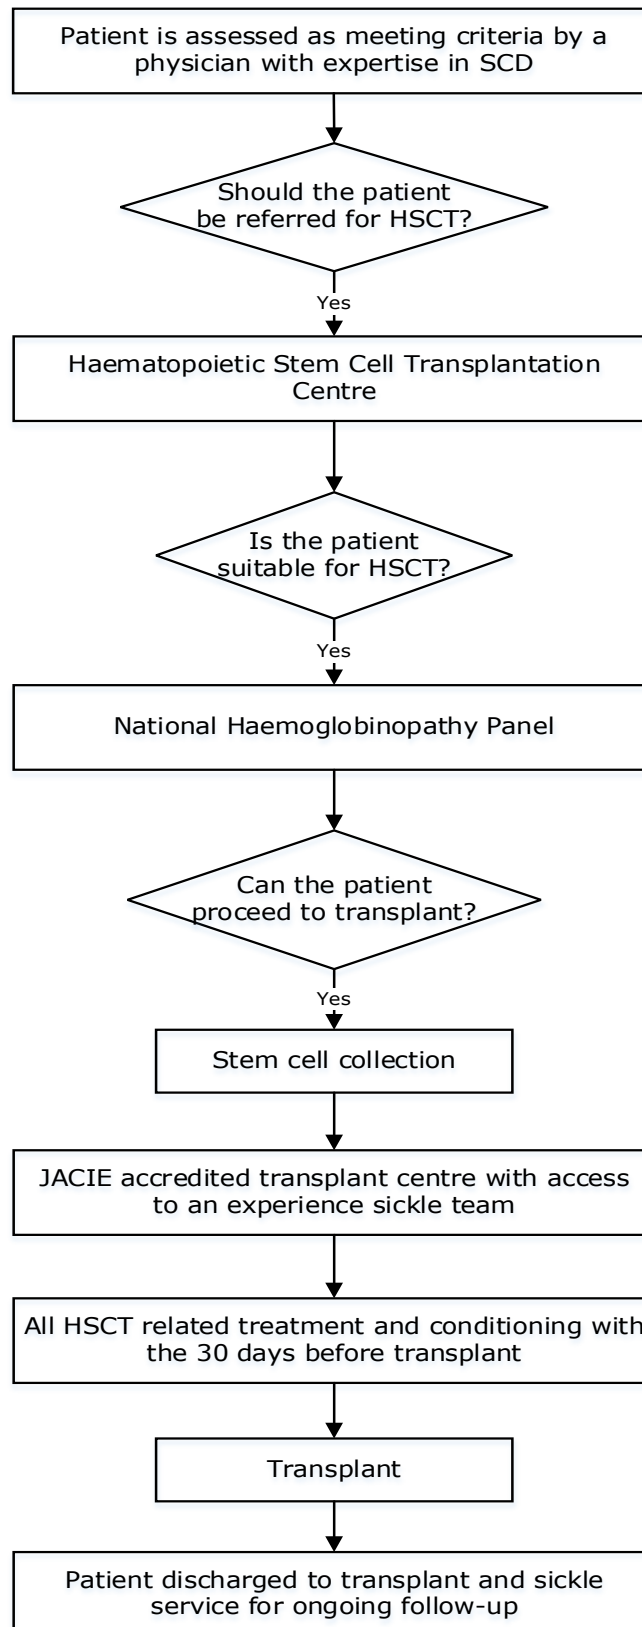 Patient is assessed as meeting criteria by a
physician with expertise in SCD
Should the patient
be referred for HSCT?
Yes
Haematopoietic Stem Cell Transplantation
Centre
Is the patient
suitable for HSCT?
Yes
National Haemoglobinopathy Panel
Can the patient
proceed to transplant?
Yes
Stem cell collection
JACIE accredited transplant centre with access
to an experience sickle team
All HSCT related treatment and conditioning with
the 30 days before transplant
Transplant
Patient discharged to transplant and sickle
service for ongoing follow-up